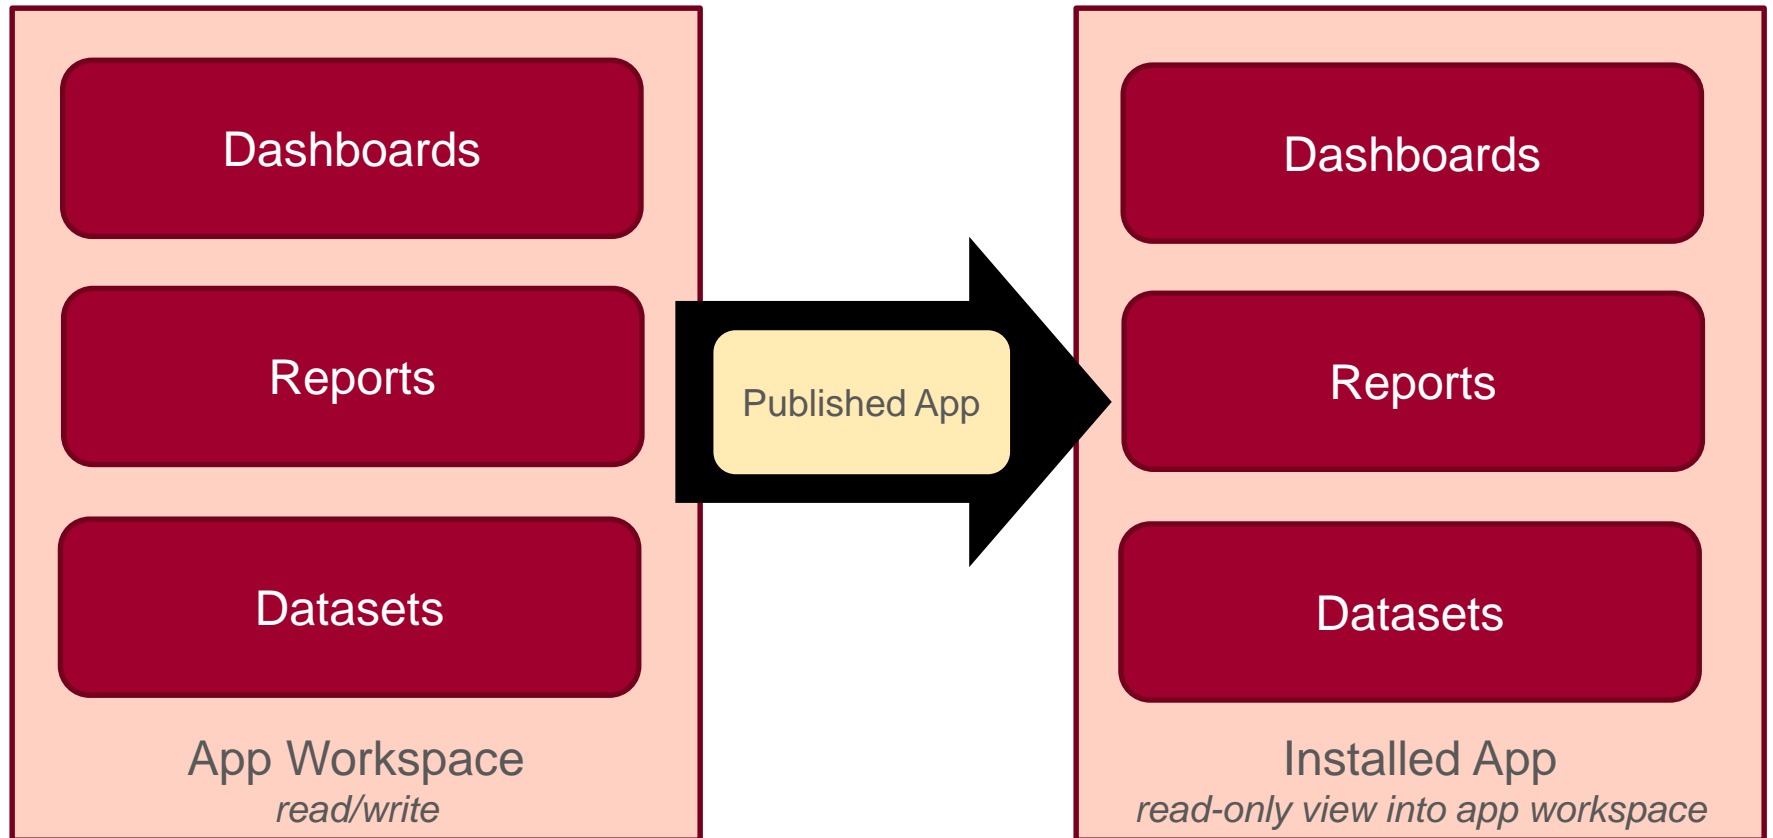 Dashboards
Reports
Datasets
App Workspace
read/write
Published App
Dashboards
Reports
Datasets
Installed App
read-only view into app workspace